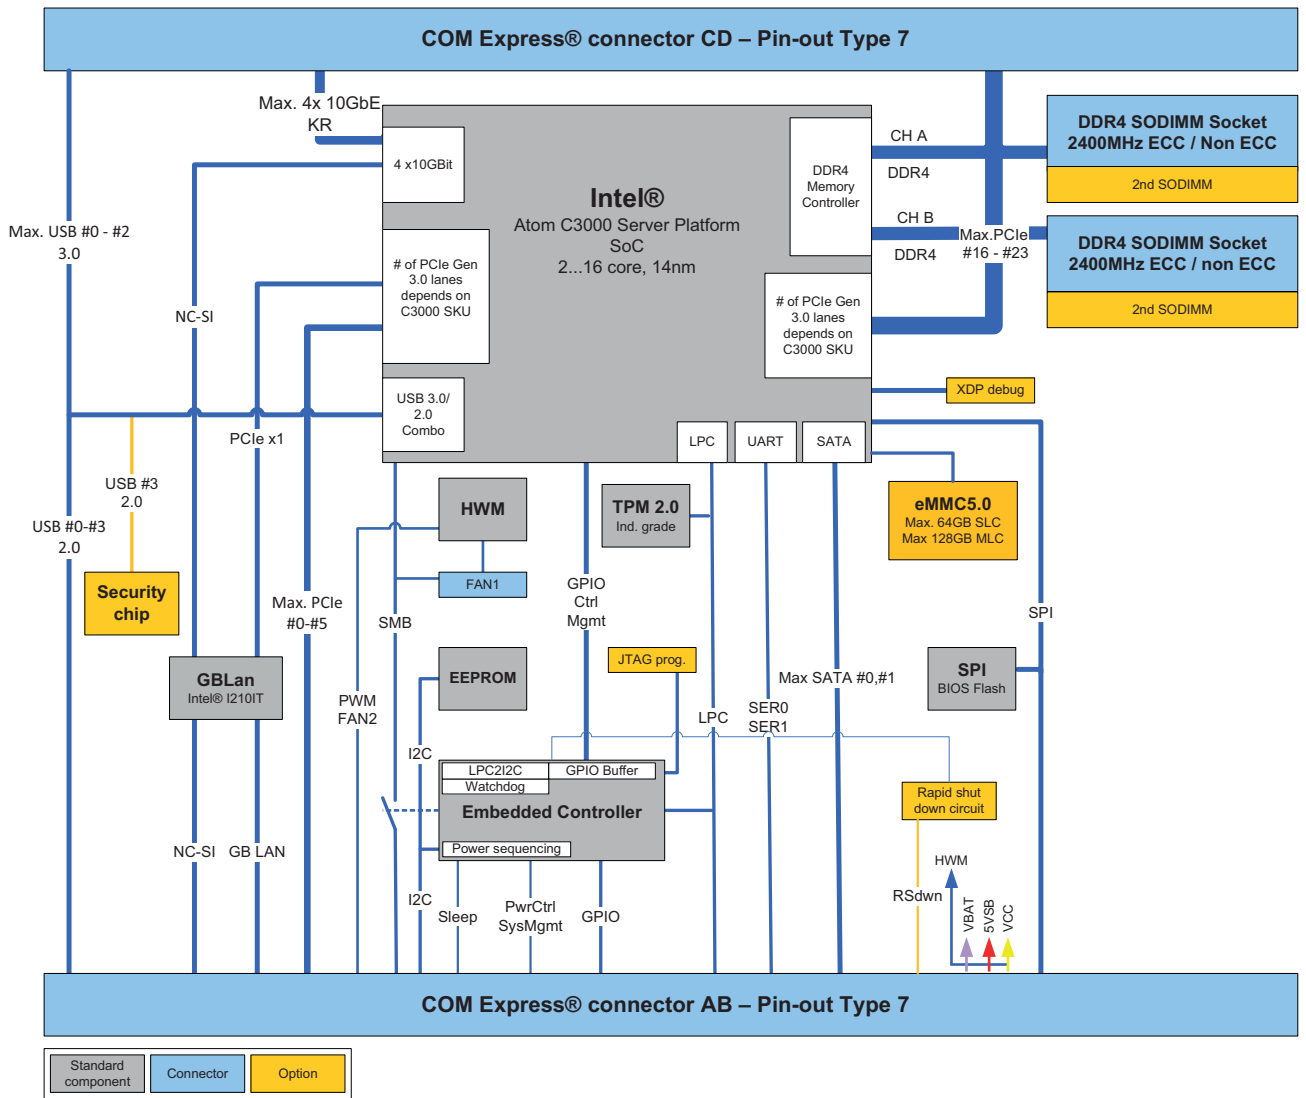 COM Express® connector CD – Pin-out Type 7
Max. 4x 10GbE
KR
4 x10GBit
Intel®
Atom C3000 Server Platform
SoC
2...16 core, 14nm
DDR4
Memory
Controller
CH A
DDR4
CH B
DDR4
Max.PCIe
#16 - #23
DDR4 SODIMM Socket
2400MHz ECC / Non ECC
2nd SODIMM
DDR4 SODIMM Socket
2400MHz ECC / non ECC
2nd SODIMM
Max. USB #0 - #2
3.0
NC-SI
# of PCIe Gen
3.0 lanes
depends on
C3000 SKU
# of PCIe Gen
3.0 lanes
depends on
C3000 SKU
XDP debug
USB 3.0/
2.0
Combo
PCIe x1
LPC
UART
SATA
USB #3
2.0
USB #0-#3
2.0
HWM
TPM 2.0
Ind. grade
eMMC5.0
Max. 64GB SLC
Max 128GB MLC
FAN1
Security
chip
Max. PCIe
#0-#5
SMB
GPIO
Ctrl
Mgmt
SPI
GBLan
Intel® I210IT
EEPROM
JTAG prog.
SPI
BIOS Flash
Max SATA #0,#1
PWM
FAN2
LPC
SER0
SER1
I2C
LPC2I2C
GPIO Buffer
Watchdog
Embedded Controller
Power sequencing
Rapid shut
down circuit
NC-SI
GB LAN
I2C
Sleep
PwrCtrl
SysMgmt
GPIO
RSdwn
HWM
VBAT
5VSB
VCC
COM Express® connector AB – Pin-out Type 7
Standard
component
Connector
Option